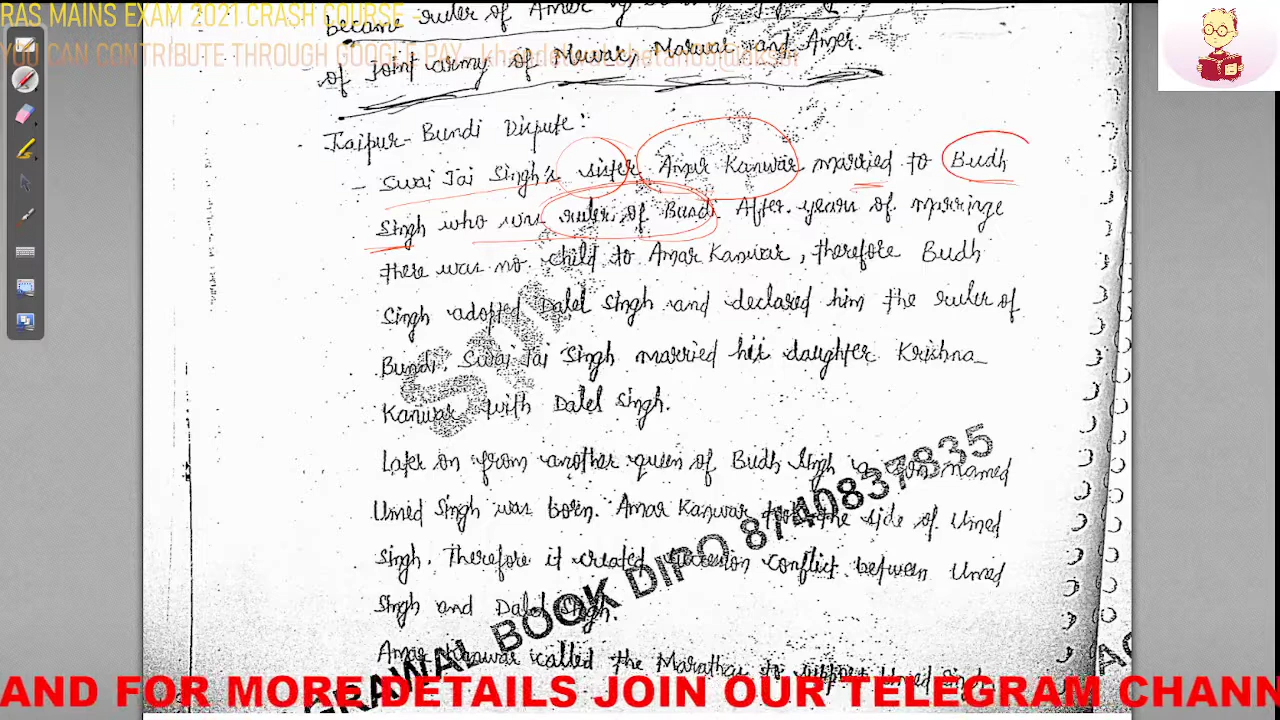 RAS MAINS EXAM 2021 CRASH COURSE -
YOU CAN CONTRIBUTE THROUGH GOOGLE PAY -
became ruler of Amer by
of Joint army of Mewar, Marwar and Amer.
Jaipur - Bundi Dispute:
- Swai Jai Singh's sister Amar Kanwar married to Budh
Singh who was ruler of Bundi. After years of marriage
there was no child to Amar Kanwar, therefore Budh
Singh adopted Dalel Singh and declared him the ruler of
Bundi. Swai Jai Singh married his daughter Krishna
Kanwar with Dalel Singh.
Later on from another queen of Budh Singh a son named
Umed Singh was born. Amar Kanwar took the side of Umed
Singh. Therefore it created succession conflict between Umed
Singh and Dalel Singh.
Amar Kanwar called the Marathas to support Umed Singh
BOOK DIPO 8740837835
AND FOR MORE DETAILS JOIN OUR TELEGRAM CHANN